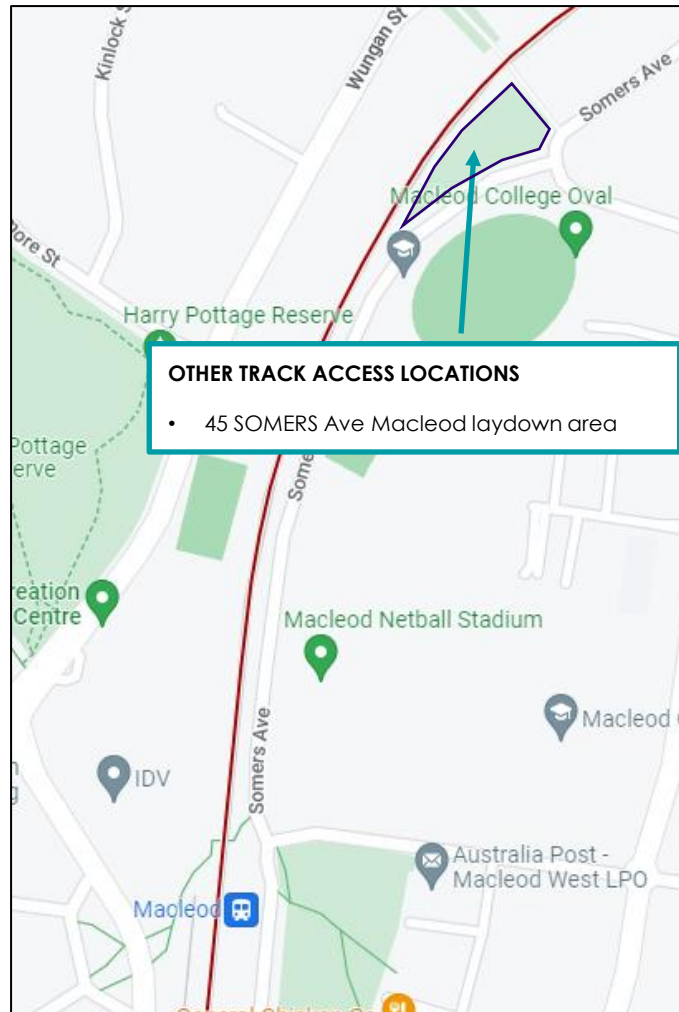 Kinlock S
Wungan St
Somers Ave
Macleod College Oval
ore St
Harry Pottage Reserve
OTHER TRACK ACCESS LOCATIONS
• 45 SOMERS Ave Macleod laydown area
Pottage
erve
Some
reation
Centre
Macleod Netball Stadium
Macleod
IDV
Somers Ave
Australia Post -
Macleod West LPO
Macleod